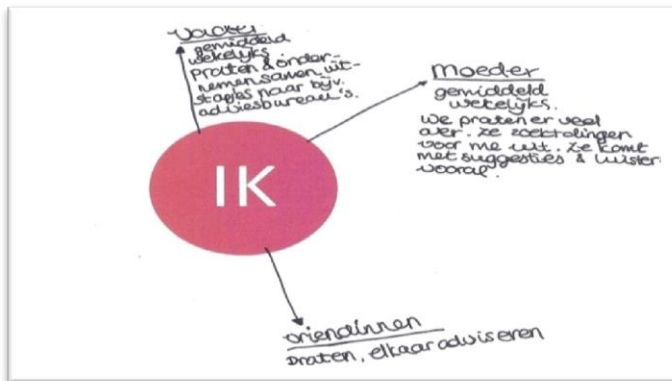 Vader
gemiddeld
wekelijks
praten & onder-
nemen samen uit-
stapjes naar bijv.
adviesbureau's.
Moeder
gemiddeld
wekelijks.
We praten er veel
over. Ze zoekt dingen
voor me uit. Ze komt
met suggesties & luister
vooral.
IK
vriendinnen
praten, elkaar adviseren